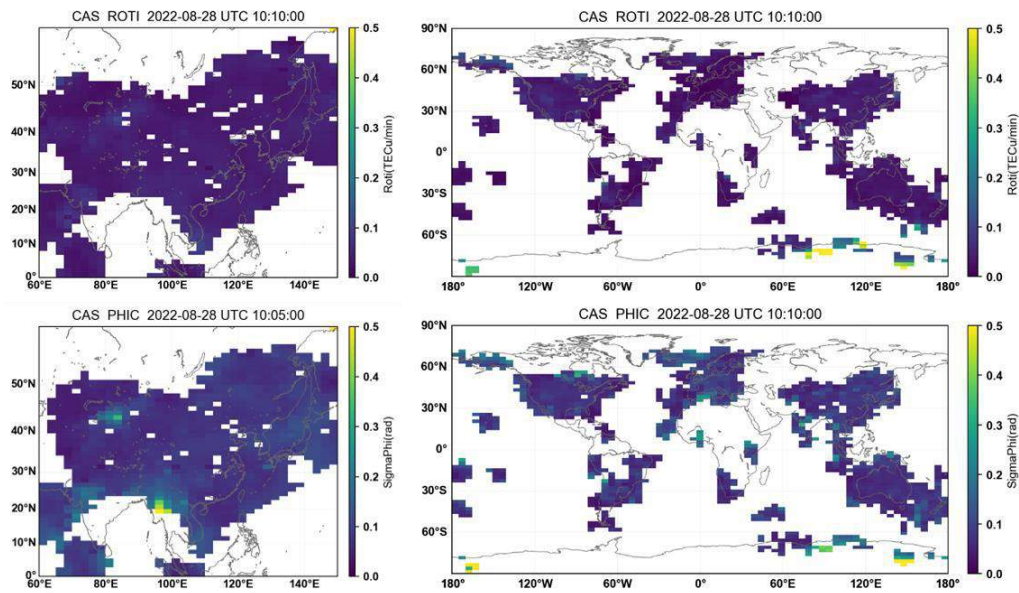 CAS ROTI 2022-08-28 UTC 10:10:00
50°N
40°N
30°N
20°N
10°N
0°
60°E 80°E 100°E 120°E 140°E
0.5
0.4
0.3
0.2
0.1
0.0
Roti(TECu/min)
CAS ROTI 2022-08-28 UTC 10:10:00
90°N
60°N
30°N
0°
30°S
60°S
180° 120°W 60°W 0° 60°E 120°E 180°
0.5
0.4
0.3
0.2
0.1
0.0
Roti(TECu/min)
CAS PHIC 2022-08-28 UTC 10:05:00
50°N
40°N
30°N
20°N
10°N
0°
60°E 80°E 100°E 120°E 140°E
0.5
0.4
0.3
0.2
0.1
0.0
SigmaPhi(rad)
CAS PHIC 2022-08-28 UTC 10:10:00
90°N
60°N
30°N
0°
30°S
60°S
180° 120°W 60°W 0° 60°E 120°E 180°
0.5
0.4
0.3
0.2
0.1
0.0
SigmaPhi(rad)